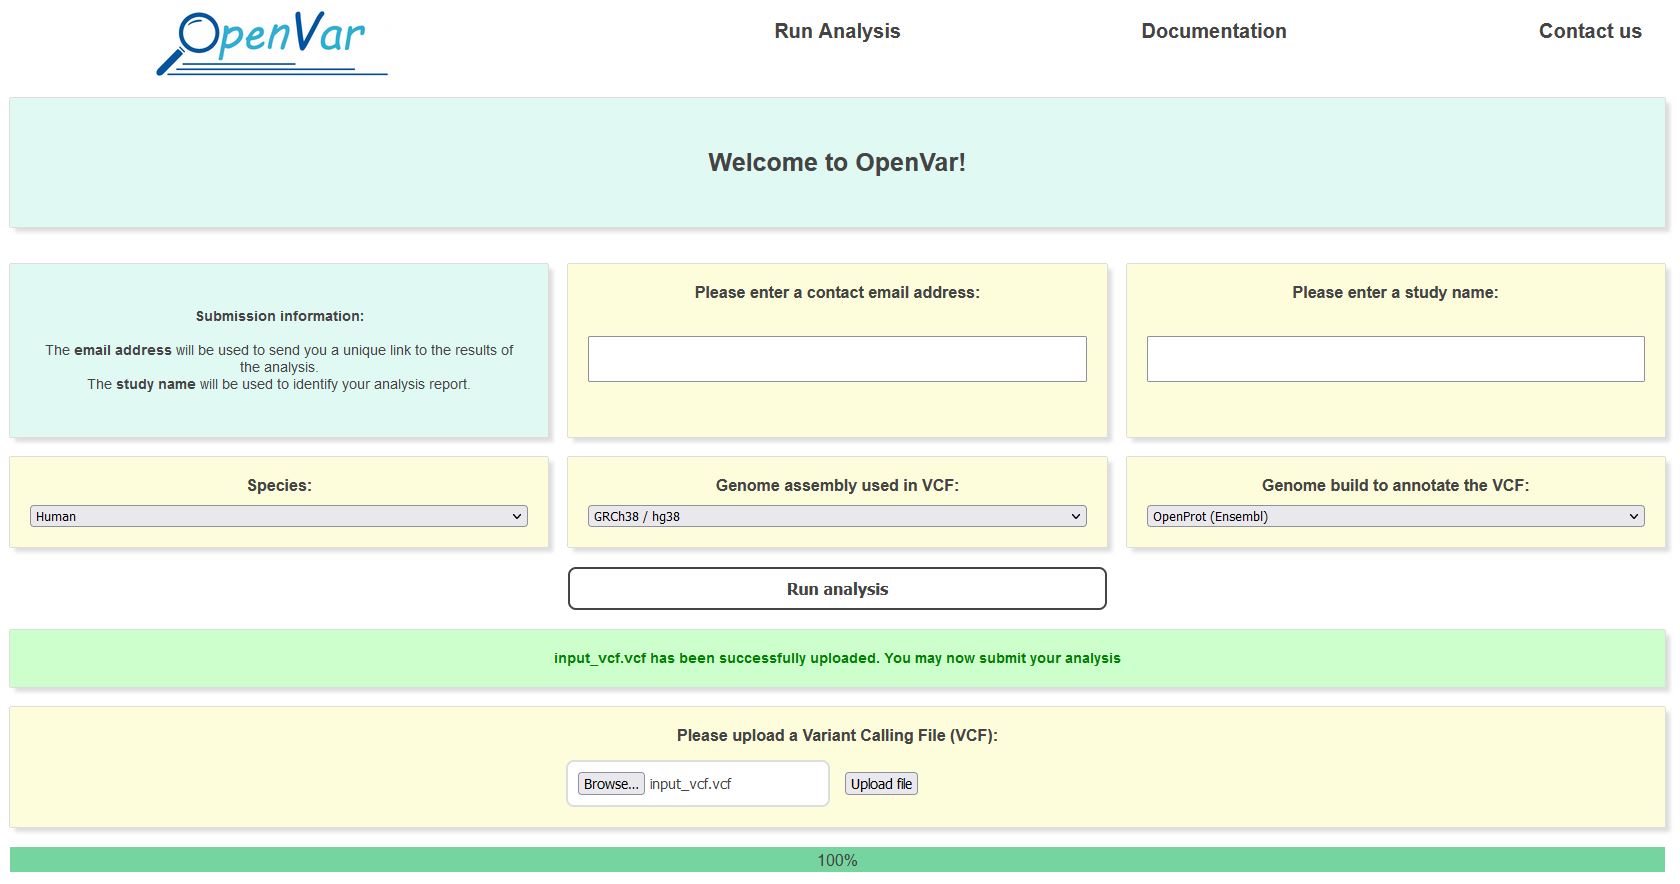 OpenVar
Run Analysis
Documentation
Contact us
Welcome to OpenVar!
Submission information:
The email address will be used to send you a unique link to the results of
the analysis.
The study name will be used to identify your analysis report.
Please enter a contact email address:
Please enter a study name:
Species:
Human
Genome assembly used in VCF:
GRCh38 / hg38
Genome build to annotate the VCF:
OpenProt (Ensembl)
Run analysis
input_vcf.vcf has been successfully uploaded. You may now submit your analysis
Please upload a Variant Calling File (VCF):
Browse... input_vcf.vcf
Upload file
100%